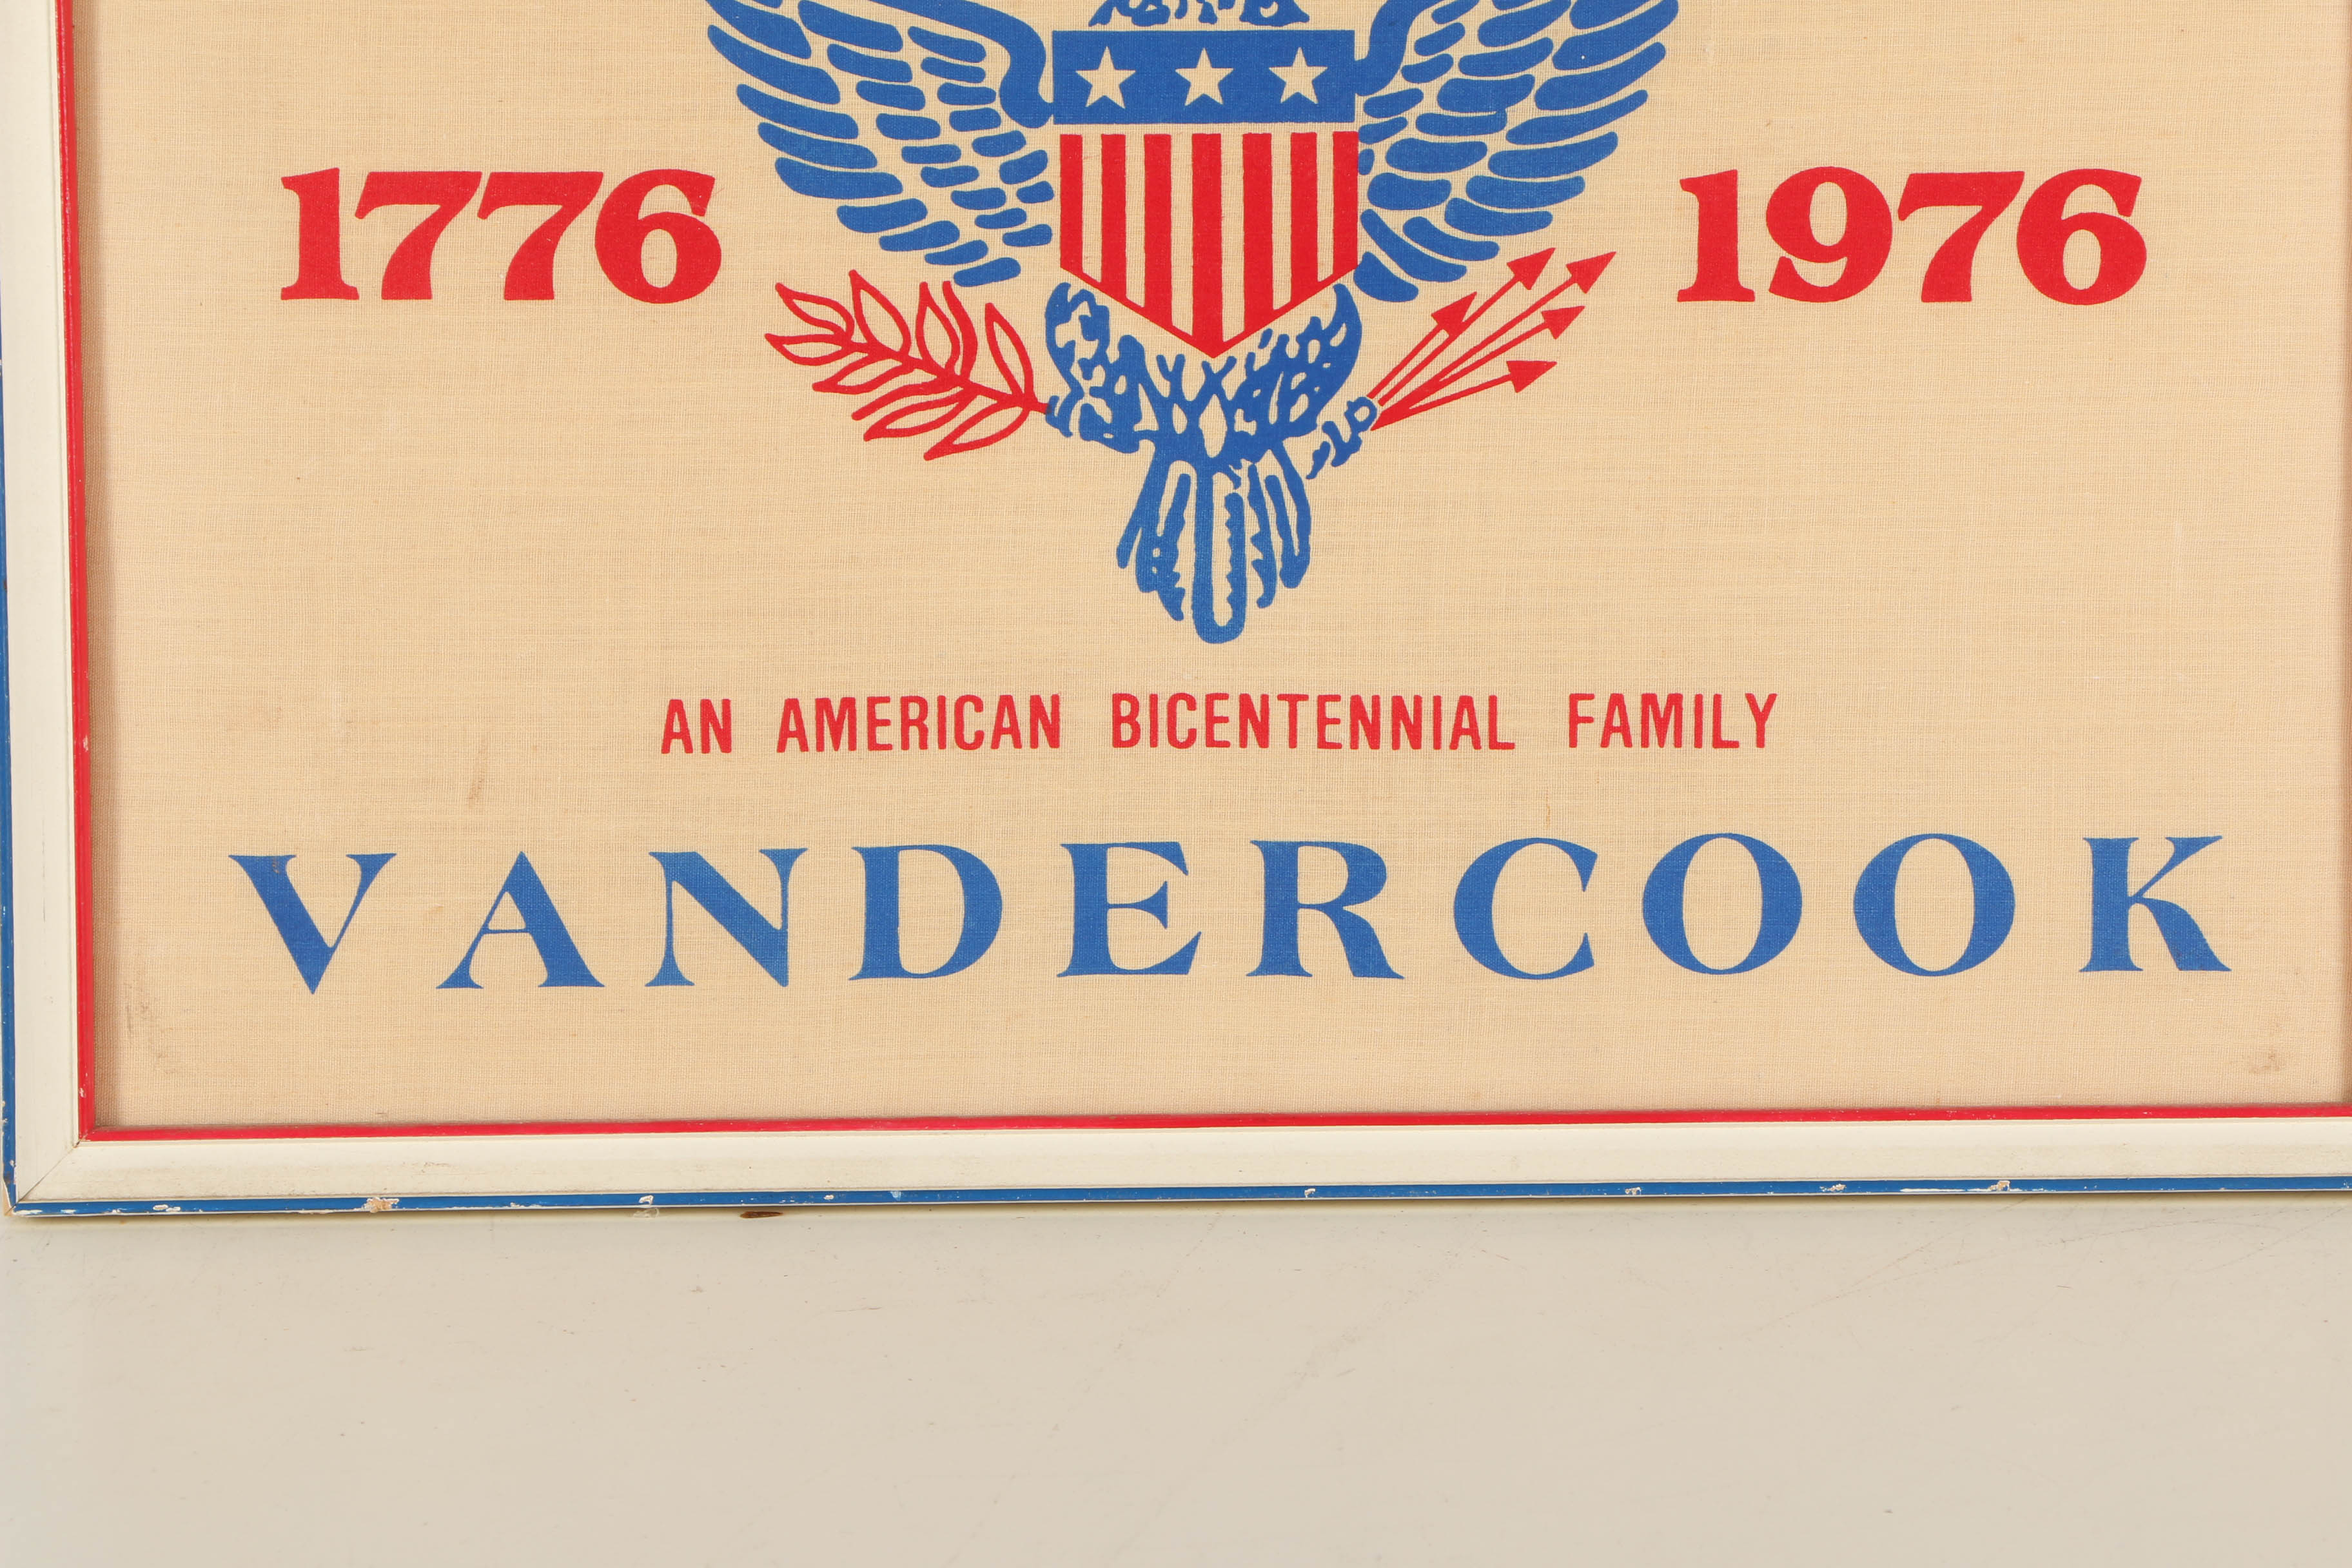 1776 1976
AN AMERICAN BICENTENNIAL FAMILY
VANDERCOOK